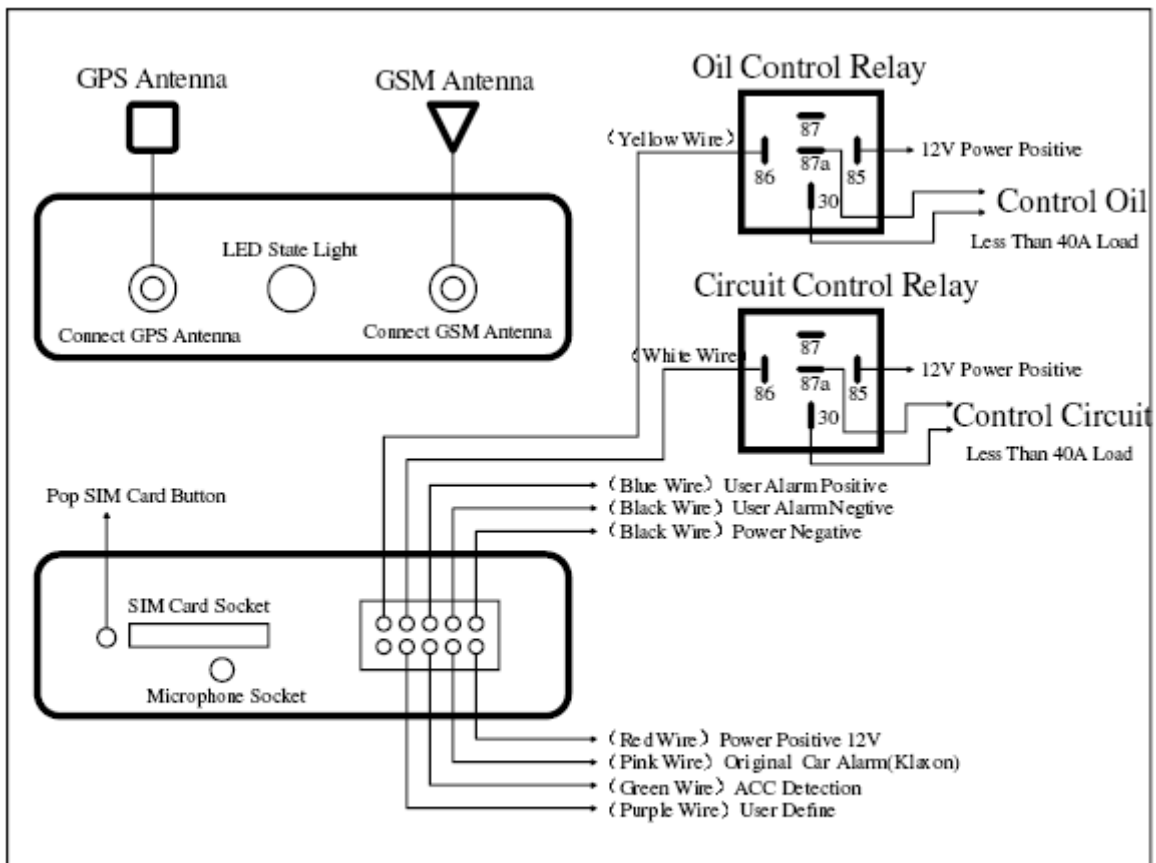 GPS Antenna
GSM Antenna
LED State Light
Connect GPS Antenna
Connect GSM Antenna
Oil Control Relay
(Yellow Wire)
87
87a
86
85
30
12V Power Positive
Control Oil
Less Than 40A Load
Circuit Control Relay
(White Wire)
87
87a
86
85
30
12V Power Positive
Control Circuit
Less Than 40A Load
(Blue Wire) User Alarm Positive
(Black Wire) User Alarm Negtive
(Black Wire) Power Negative
Pop SIM Card Button
SIM Card Socket
Microphone Socket
(Red Wire) Power Positive 12V
(Pink Wire) Original Car Alarm(Klaxon)
(Green Wire) ACC Detection
(Purple Wire) User Define